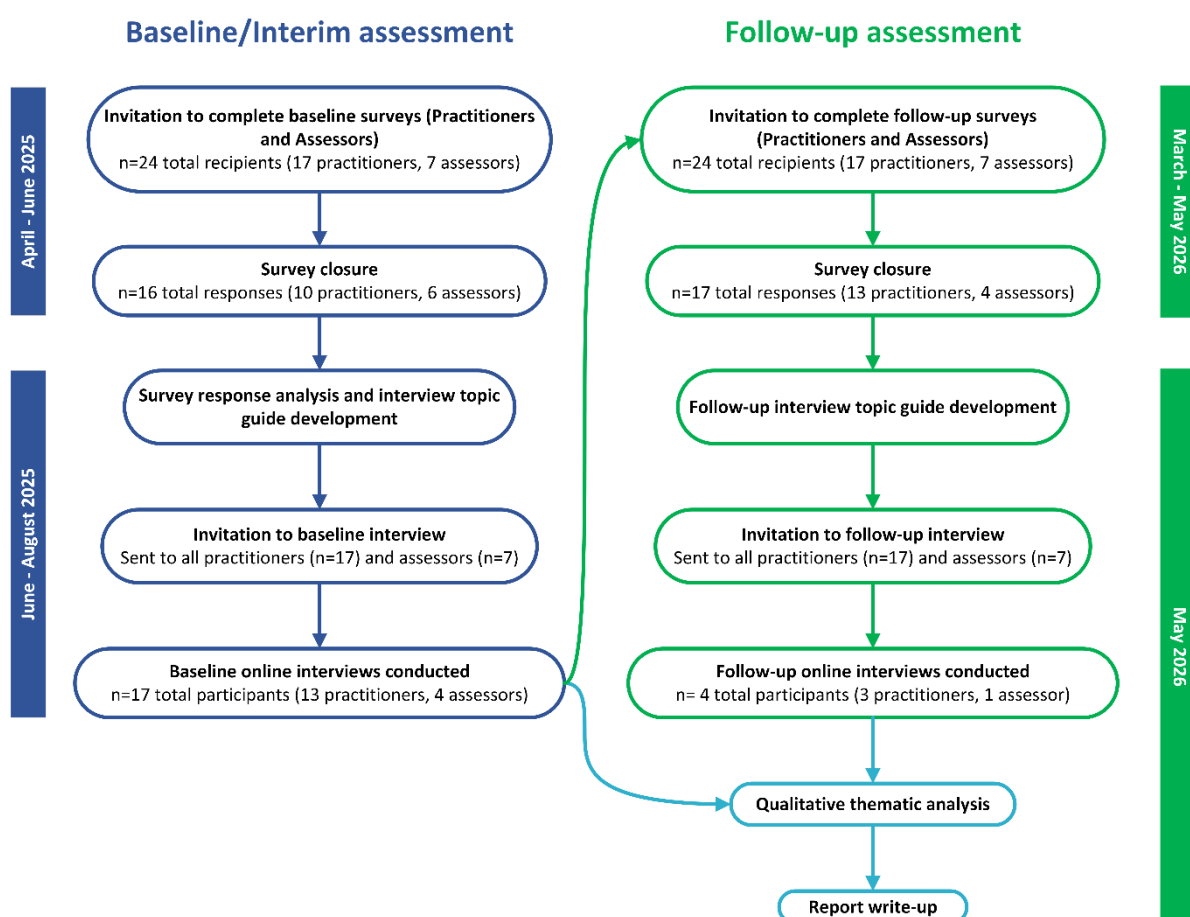 Baseline/Interim assessment
April - June 2025
Invitation to complete baseline surveys (Practitioners
and Assessors)
n=24 total recipients (17 practitioners, 7 assessors)
Survey closure
n=16 total responses (10 practitioners, 6 assessors)
June - August 2025
Survey response analysis and interview topic
guide development
Invitation to baseline interview
Sent to all practitioners (n=17) and assessors (n=7)
Baseline online interviews conducted
n=17 total participants (13 practitioners, 4 assessors)
Follow-up assessment
March - May 2026
Invitation to complete follow-up surveys
(Practitioners and Assessors)
n=24 total recipients (17 practitioners, 7 assessors)
Survey closure
n=17 total responses (13 practitioners, 4 assessors)
May 2026
Follow-up interview topic guide development
Invitation to follow-up interview
Sent to all practitioners (n=17) and assessors (n=7)
Follow-up online interviews conducted
n= 4 total participants (3 practitioners, 1 assessor)
Qualitative thematic analysis
Report write-up